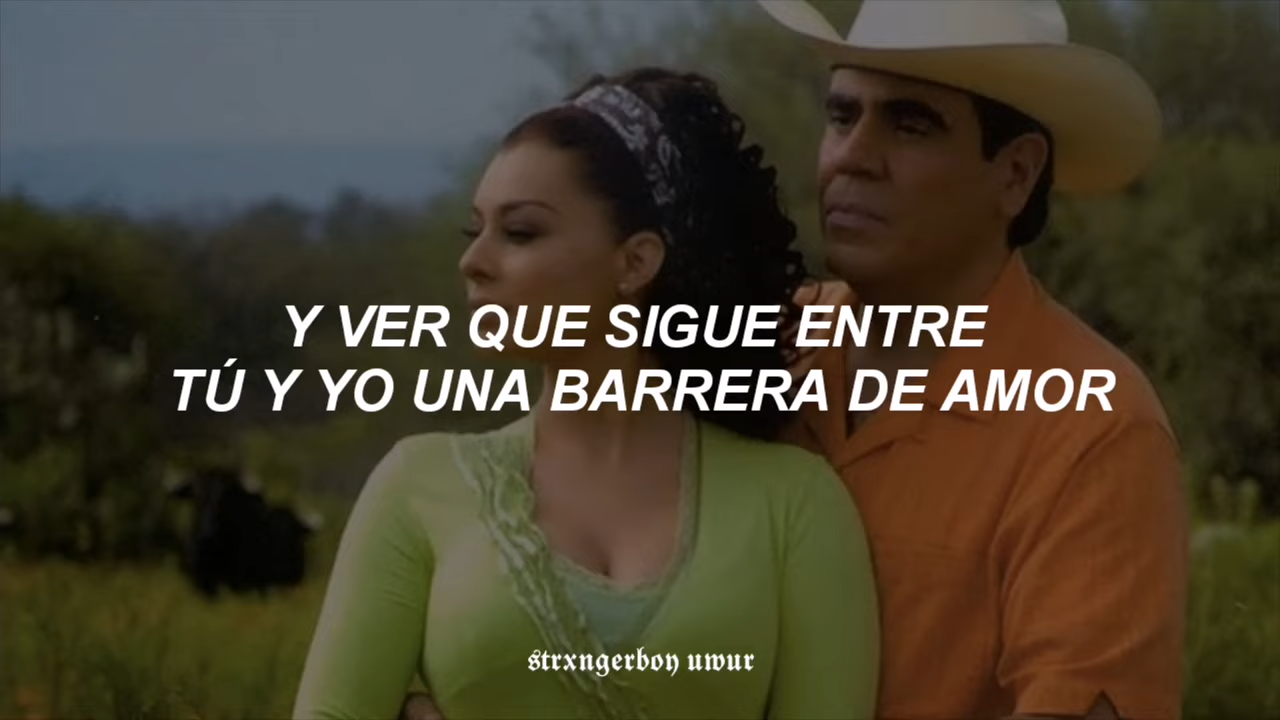 Y VER QUE SIGUE ENTRE
TÚ Y YO UNA BARRERA DE AMOR
strxngerboy uwur